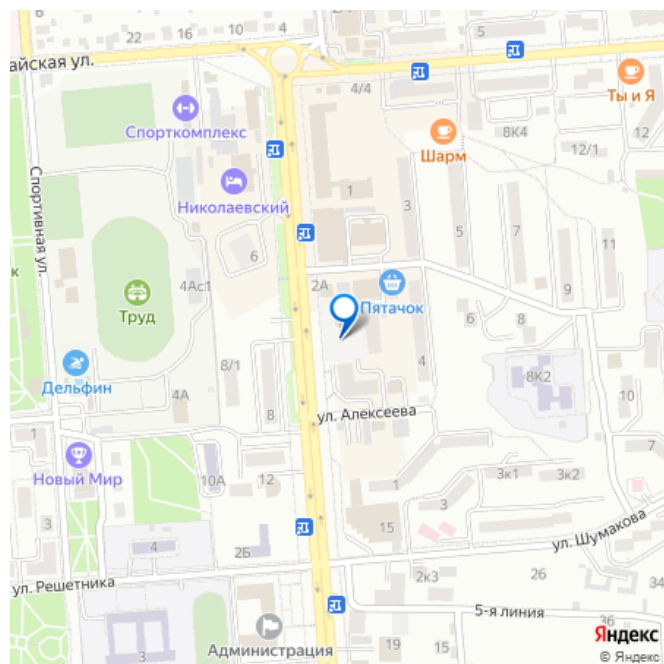 22
16
10
4
5
айская ул.
4/4
Ты и Я
Спорткомплекс
Шарм
8К4
12
12/1
Спортивная ул.
Николаевский
1
3
5
7
11
6
к
4Ас1
2А
9
Труд
Пятачок
6
8
8/1
4
8К2
Дельфин
4А
10
1
8
ул. Алексеева
7
Новый Мир
10А
12
3к1
3к2
1
3
15
ул. Шумакова
4
2Б
ул. Решетника
2к3
26
34
5-я линия
36
3
Администрация
19
15
Яндекс
© Яндекс